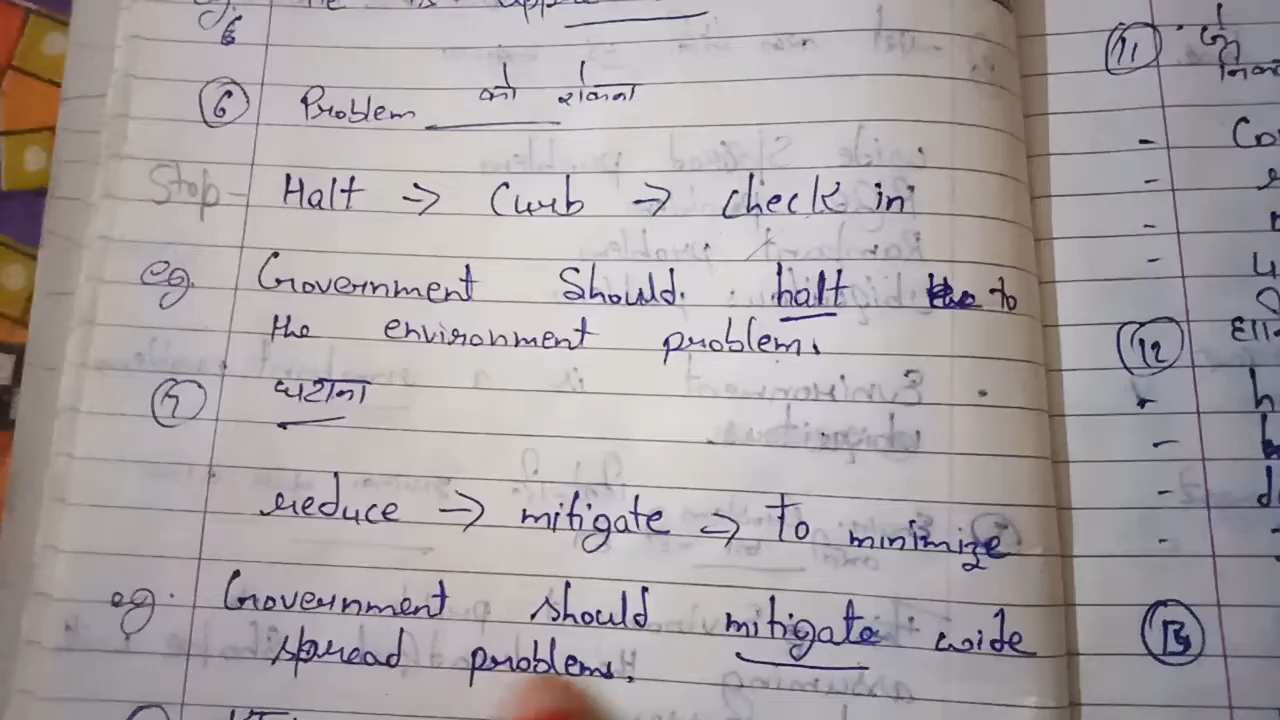 6 Problem को रोकना
Stop - Halt → Curb → check in
eg. Government should halt to
the environment problem.
7 घटाना
reduce → mitigate → To minimize
eg. Government should mitigate wide
spread problems.
11
12
13